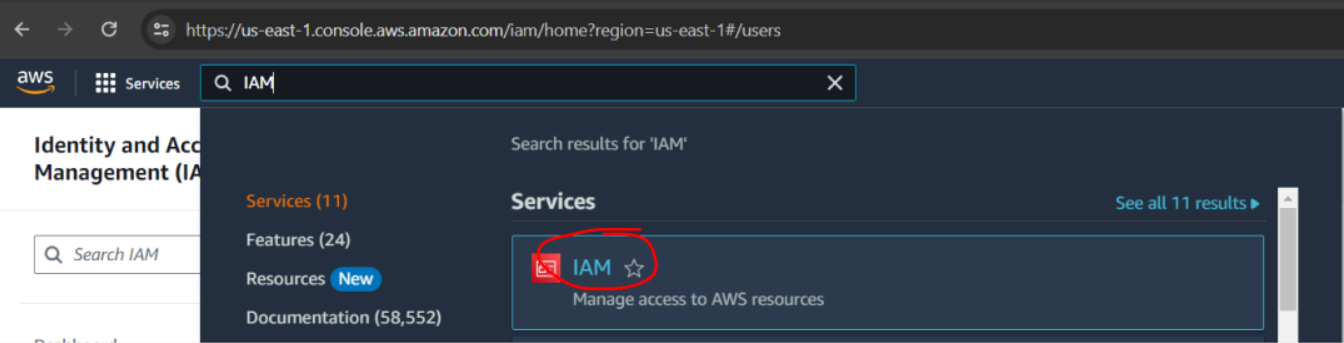 https://us-east-1.console.aws.amazon.com/iam/home?region=us-east-1#/users
aws
Services
IAM
Identity and Acc
Management (IA
Search IAM
Search results for 'IAM'
Services (11)
Features (24)
Resources New
Documentation (58,552)
Services
See all 11 results
IAM
Manage access to AWS resources